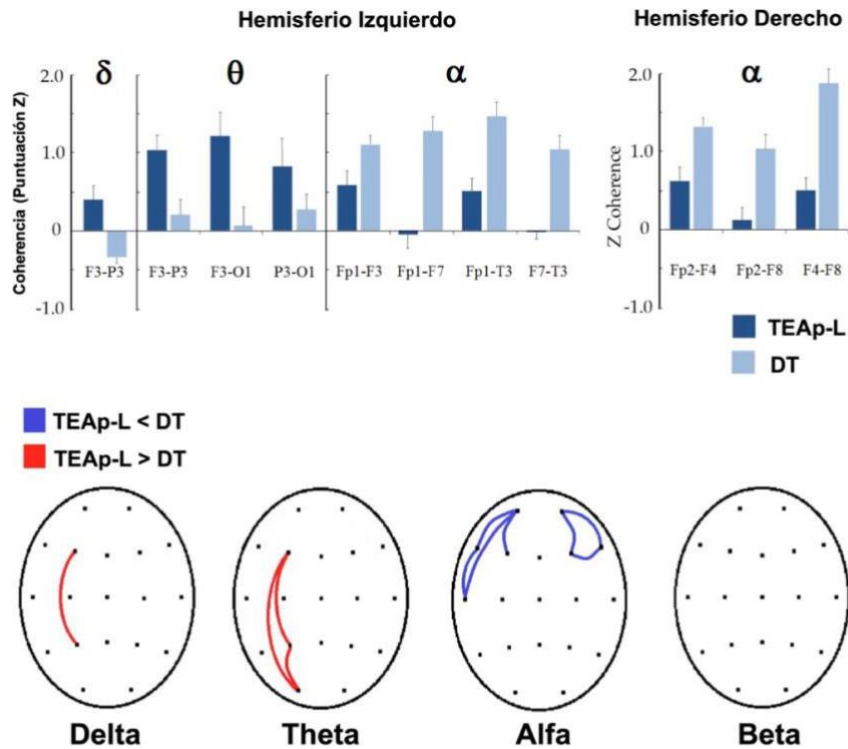 Hemisferio Izquierdo
Hemisferio Derecho
Coherencia (Puntuación Z)
2.0
1.0
0
-1.0
δ
θ
α
F3-P3
F3-P3
F3-O1
P3-O1
Fp1-F3
Fp1-F7
Fp1-T3
F7-T3
Z Coherence
2.0
1.0
0
-1.0
α
Fp2-F4
Fp2-F8
F4-F8
TEAp-L
DT
TEAp-L < DT
TEAp-L > DT
Delta
Theta
Alfa
Beta